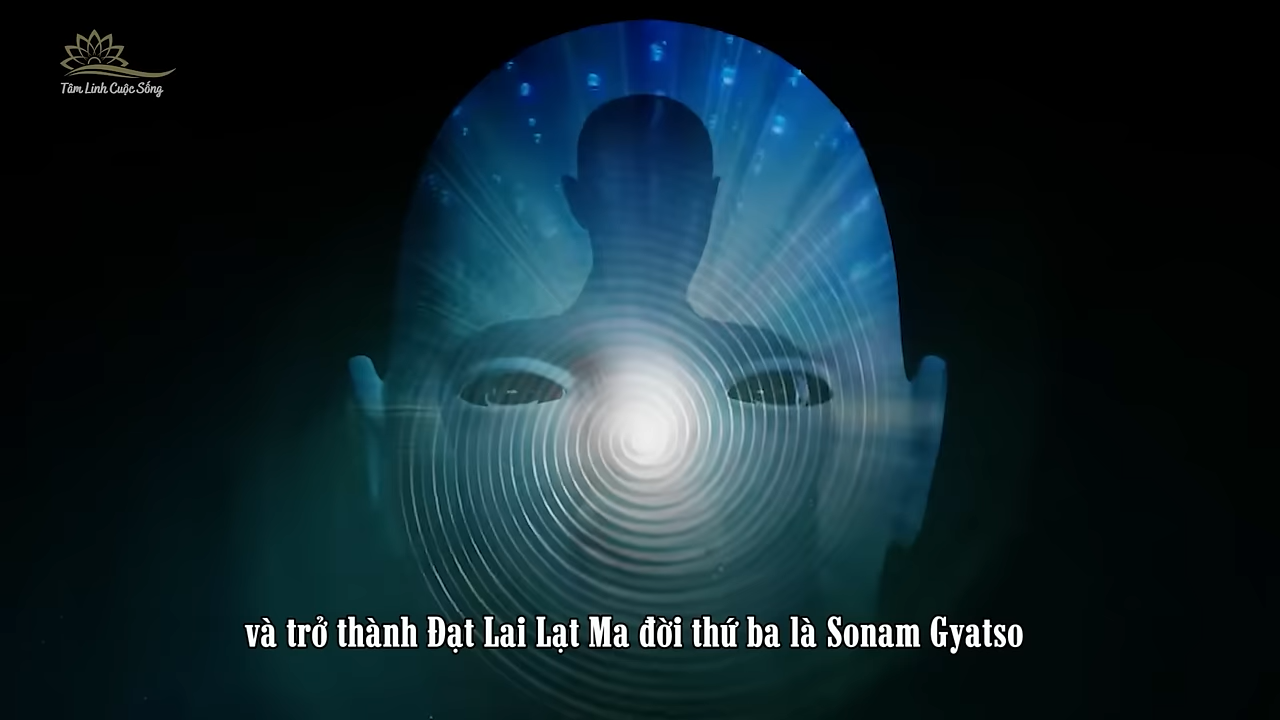 Tâm Linh Cuộc Sống
và trở thành Đạt Lai Lạt Ma đời thứ ba là Sonam Gyatso